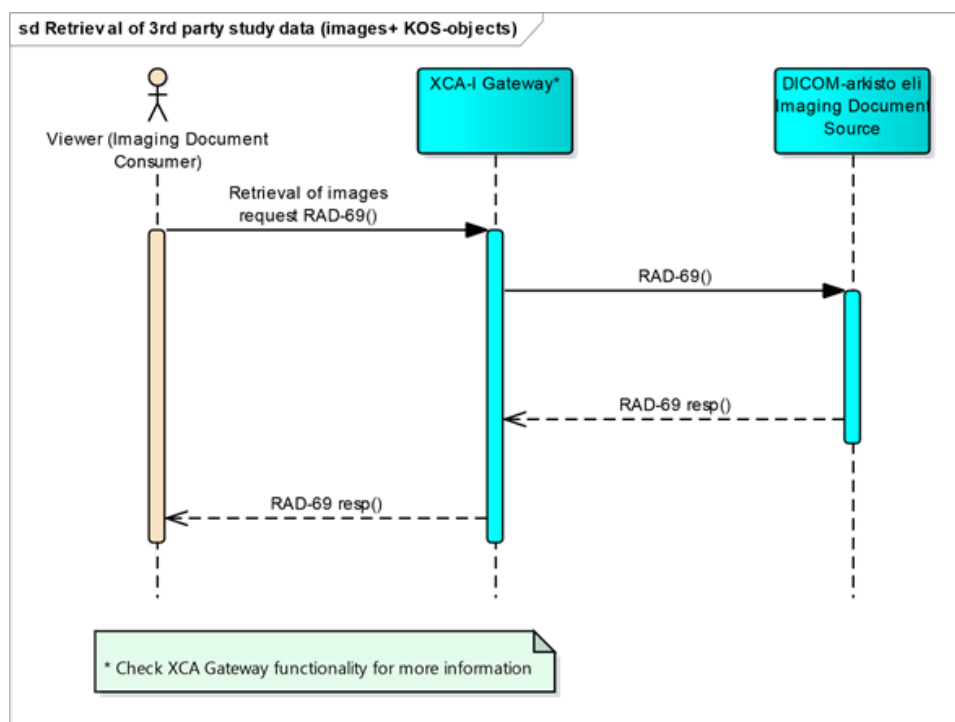 sd Retrieval of 3rd party study data (images+ KOS-objects)
XCA-I Gateway*
DICOM-arkisto eli
Imaging Document
Source
Viewer (Imaging Document
Consumer)
Retrieval of images
request RAD-69()
RAD-69()
RAD-69 resp()
RAD-69 resp()
* Check XCA Gateway functionality for more information